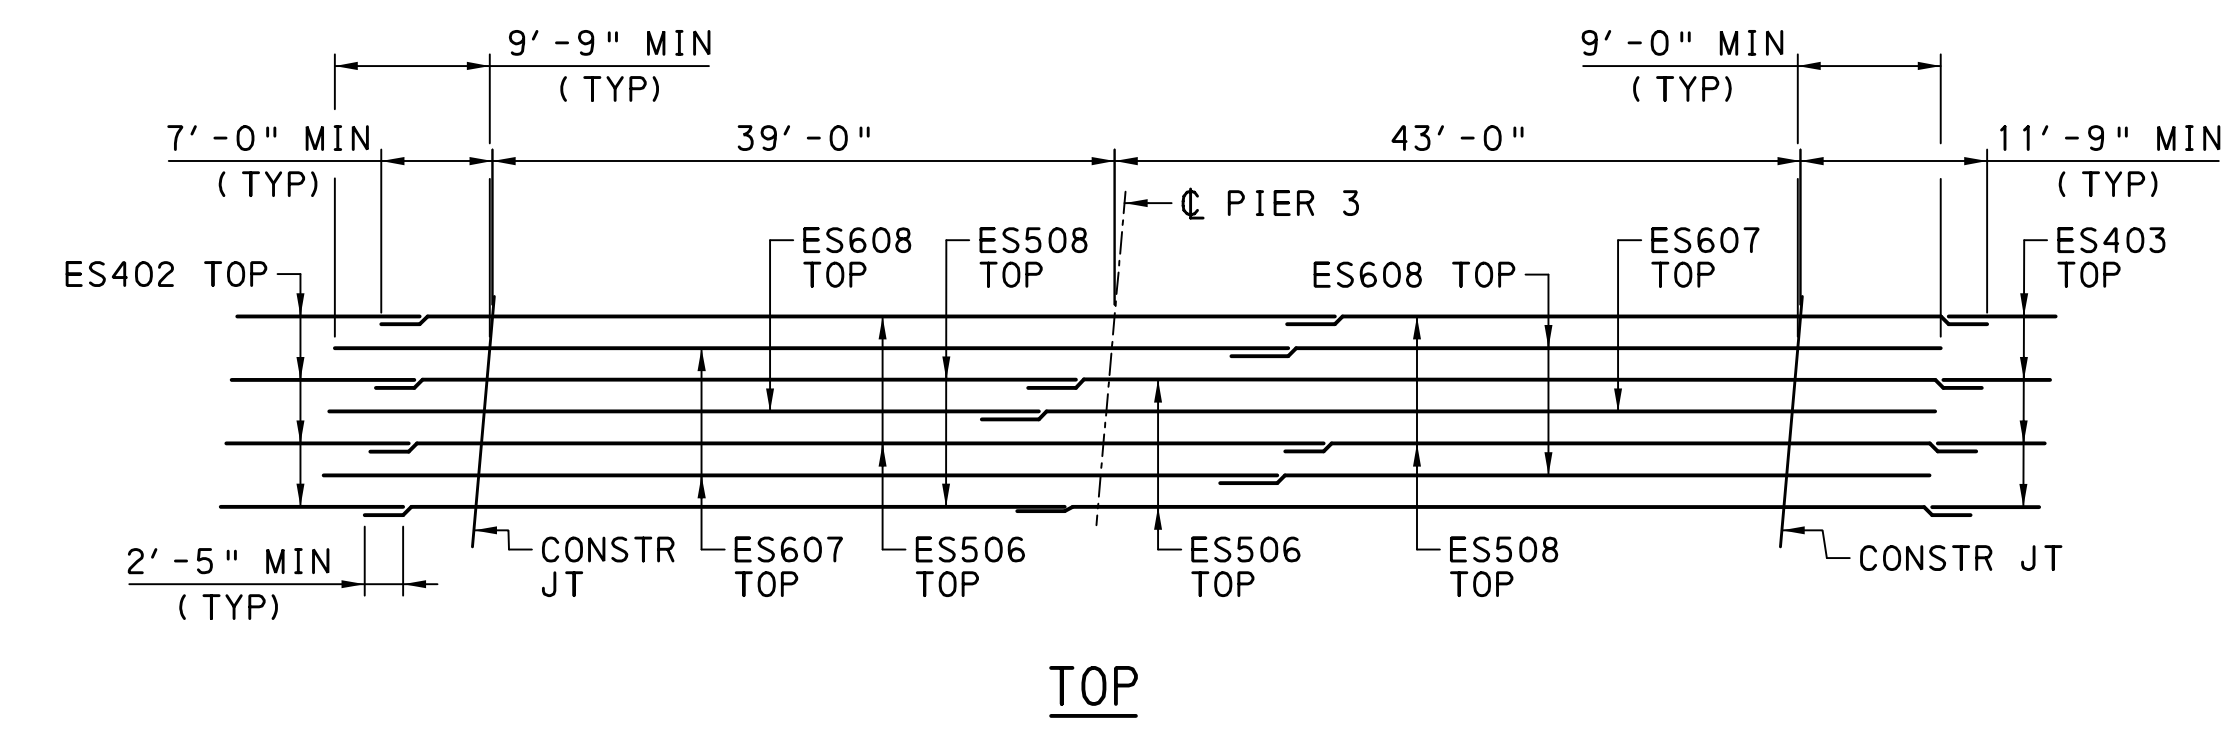 9'-9" MIN
(TYP)
9'-0" MIN
(TYP)
7'-0" MIN
(TYP)
39'-0"
43'-0"
11'-9" MIN
(TYP)
℄ PIER 3
ES402 TOP
ES608
TOP
ES508
TOP
ES608 TOP
ES607
TOP
ES403
TOP
2'-5" MIN
(TYP)
CONSTR
JT
ES607
TOP
ES506
TOP
ES506
TOP
ES508
TOP
CONSTR JT
TOP